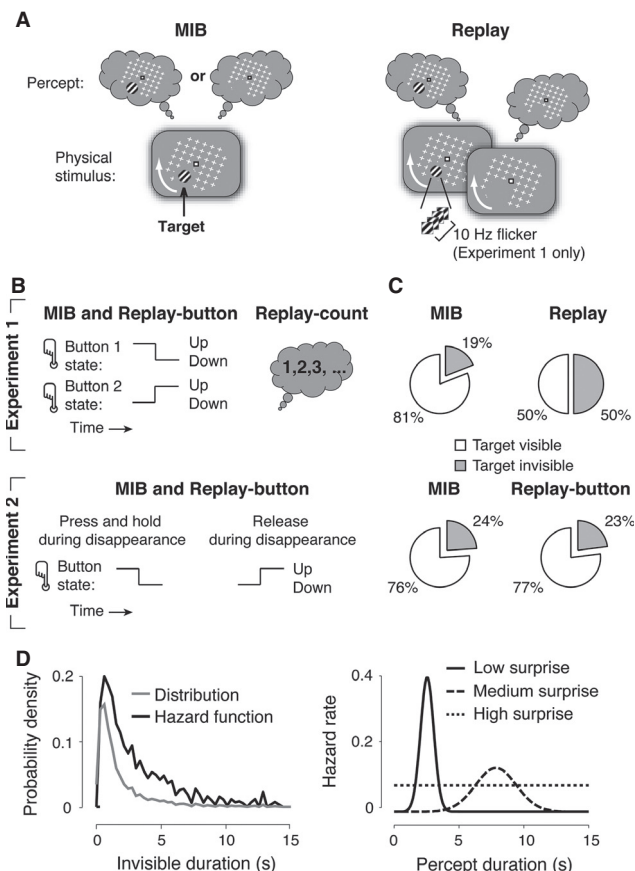 A
MIB
Replay
Percept:
or
Physical
stimulus:
Target
10 Hz flicker
(Experiment 1 only)
B
C
Experiment 1
MIB and Replay-button
Replay-count
Button 1
state:
Up
Down
Button 2
state:
Up
Down
Time
1,2,3, ...
MIB
Replay
19%
81%
50%
50%
Target visible
Target invisible
Experiment 2
MIB and Replay-button
Press and hold
during disappearance
Release
during disappearance
Button
state:
Up
Down
Time
MIB
Replay-button
24%
76%
23%
77%
D
Probability density
0.2
0.1
0
Distribution
Hazard function
0
5
10
15
Invisible duration (s)
Hazard rate
0.4
0.2
0
Low surprise
Medium surprise
High surprise
0
5
10
15
Percept duration (s)